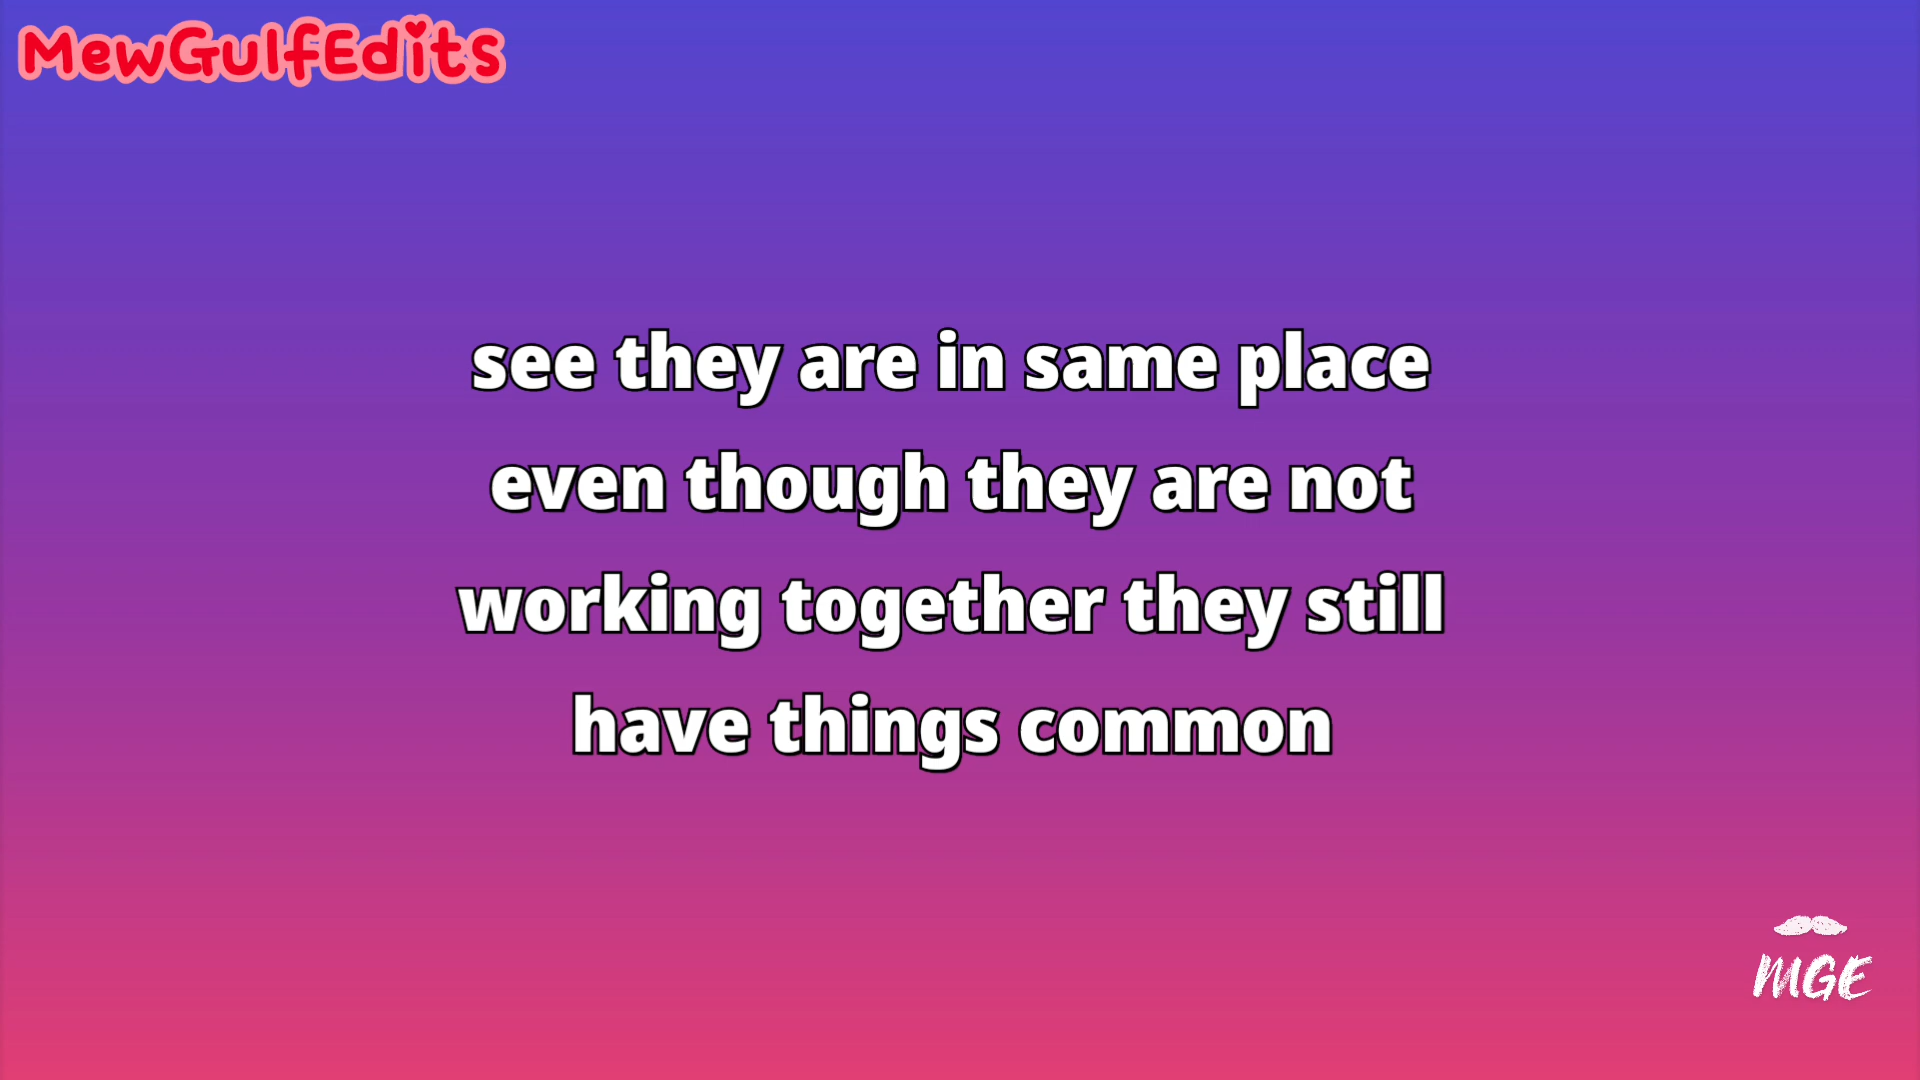 MewGulfEdits
see they are in same place
even though they are not
working together they still
have things common
MGE